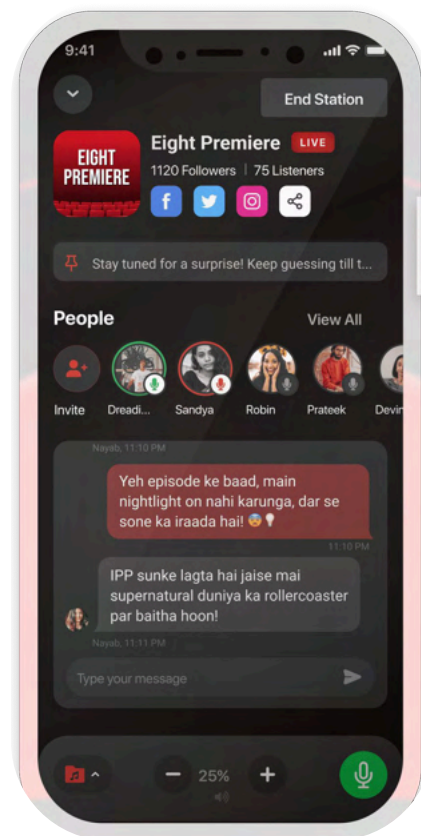 9:41
End Station
EIGHT
PREMIERE
Eight Premiere LIVE
1120 Followers | 75 Listeners
Stay tuned for a surprise! Keep guessing till t...
People
View All
Invite
Dreadi...
Sandya
Robin
Prateek
Devin
Nayab, 11:10 PM
Yeh episode ke baad, main
nightlight on nahi karunga, dar se
sone ka iraada hai! 😨💡
11:10 PM
IPP sunke lagta hai jaise mai
supernatural duniya ka rollercoaster
par baitha hoon!
Nayab, 11:11 PM
Type your message
25%